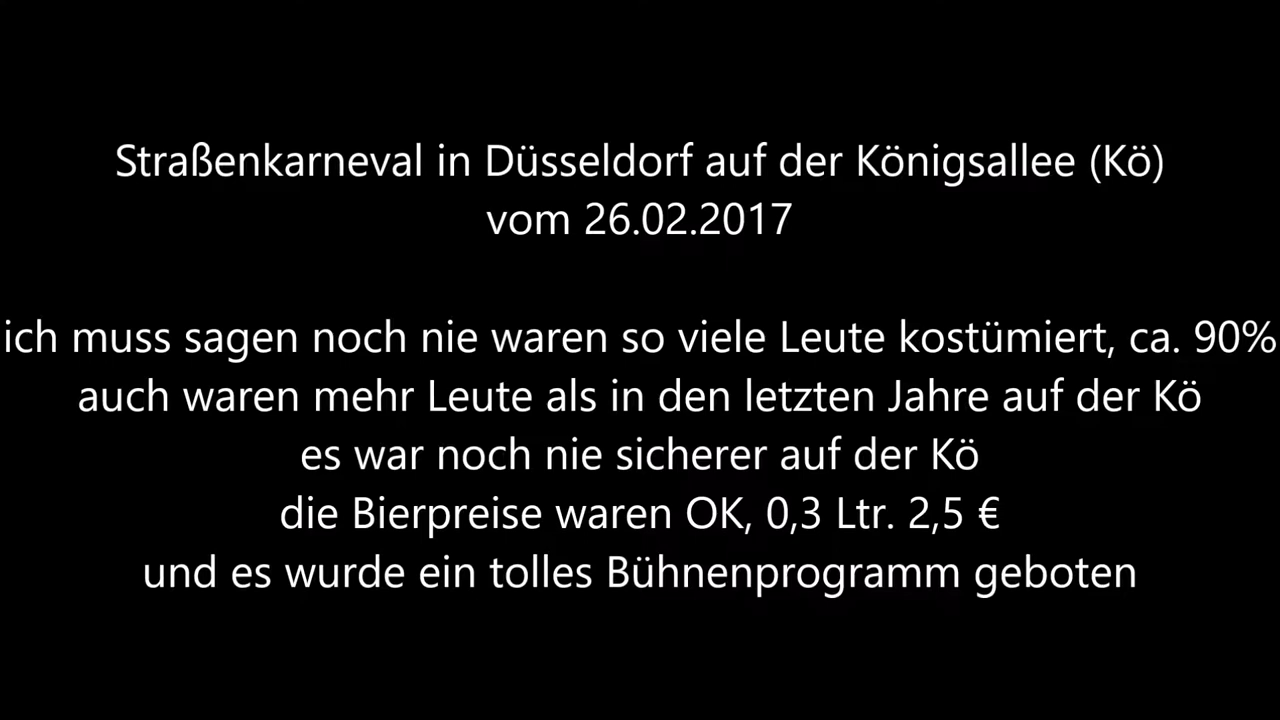 Straßenkarneval in Düsseldorf auf der Königsallee (Kö)
vom 26.02.2017
ich muss sagen noch nie waren so viele Leute kostümiert, ca. 90%
auch waren mehr Leute als in den letzten Jahre auf der Kö
es war noch nie sicherer auf der Kö
die Bierpreise waren OK, 0,3 Ltr. 2,5 €
und es wurde ein tolles Bühnenprogramm geboten